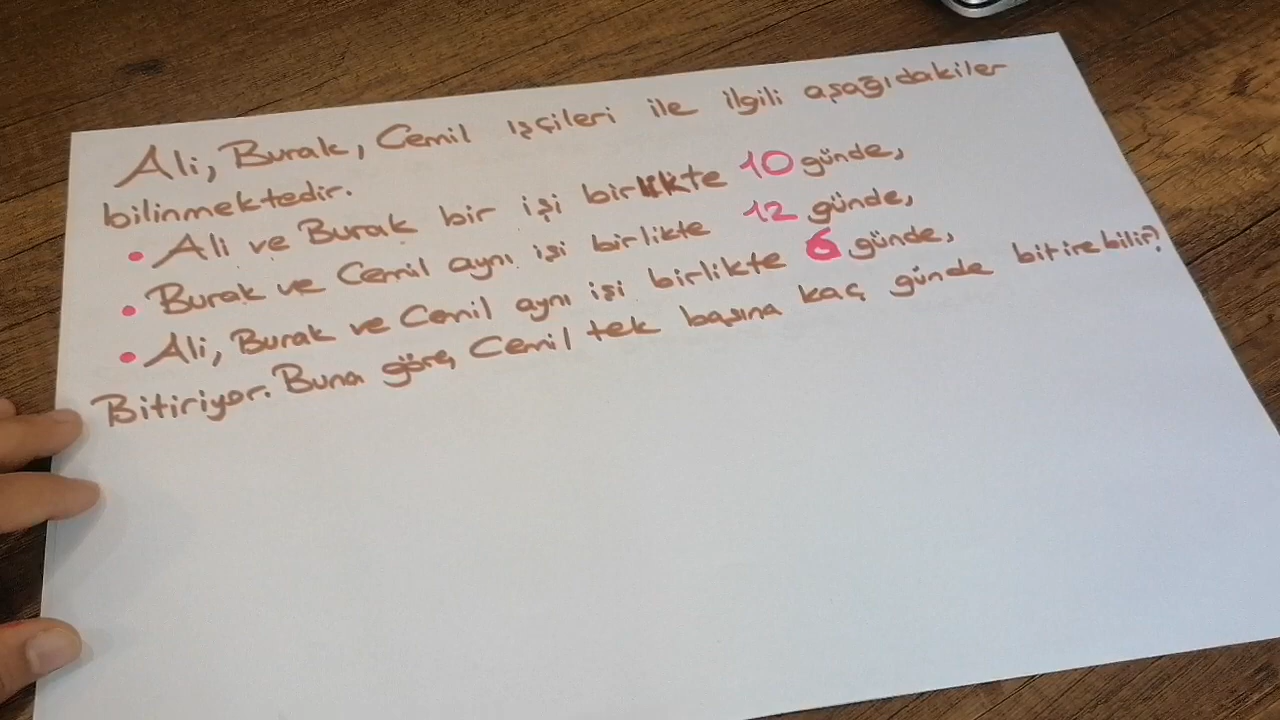 Ali, Burak, Cemil işçileri ile ilgili aşağıdakiler
bilinmektedir.
• Ali ve Burak bir işi birlikte 10 günde,
• Burak ve Cemil aynı işi birlikte 12 günde,
• Ali, Burak ve Cemil aynı işi birlikte 6 günde,
Bitiriyor. Buna göre, Cemil tek başına kaç günde bitirebilir?